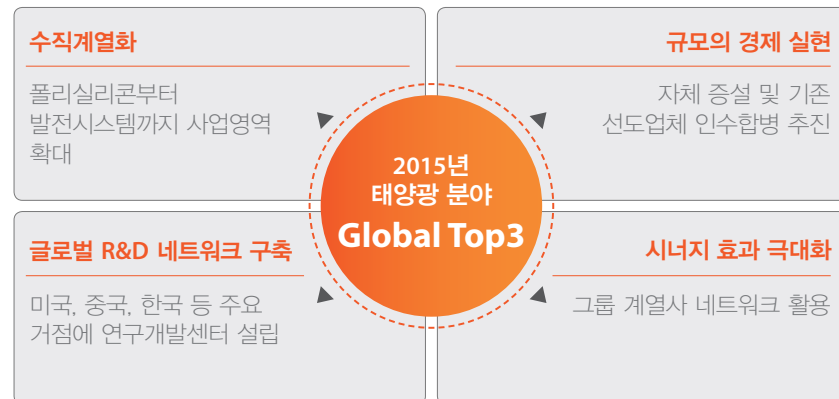 수직계열화
폴리실리콘부터
발전시스템까지 사업영역
확대
규모의 경제 실현
자체 증설 및 기존
선도업체 인수합병 추진
2015년
태양광 분야
Global Top3
글로벌 R&D 네트워크 구축
미국, 중국, 한국 등 주요
거점에 연구개발센터 설립
시너지 효과 극대화
그룹 계열사 네트워크 활용